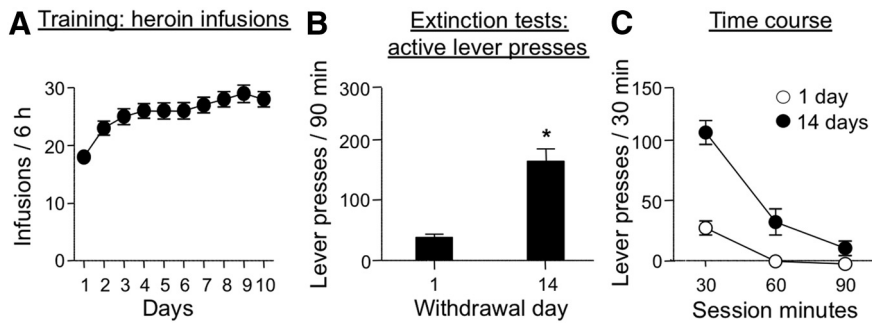 A Training: heroin infusions
Infusions / 6 h
30
20
10
0
1 2 3 4 5 6 7 8 9 10
Days
B Extinction tests:
active lever presses
Lever presses / 90 min
300
200
100
0
*
1 14
Withdrawal day
C Time course
Lever presses / 30 min
150
100
50
0
1 day
14 days
30 60 90
Session minutes